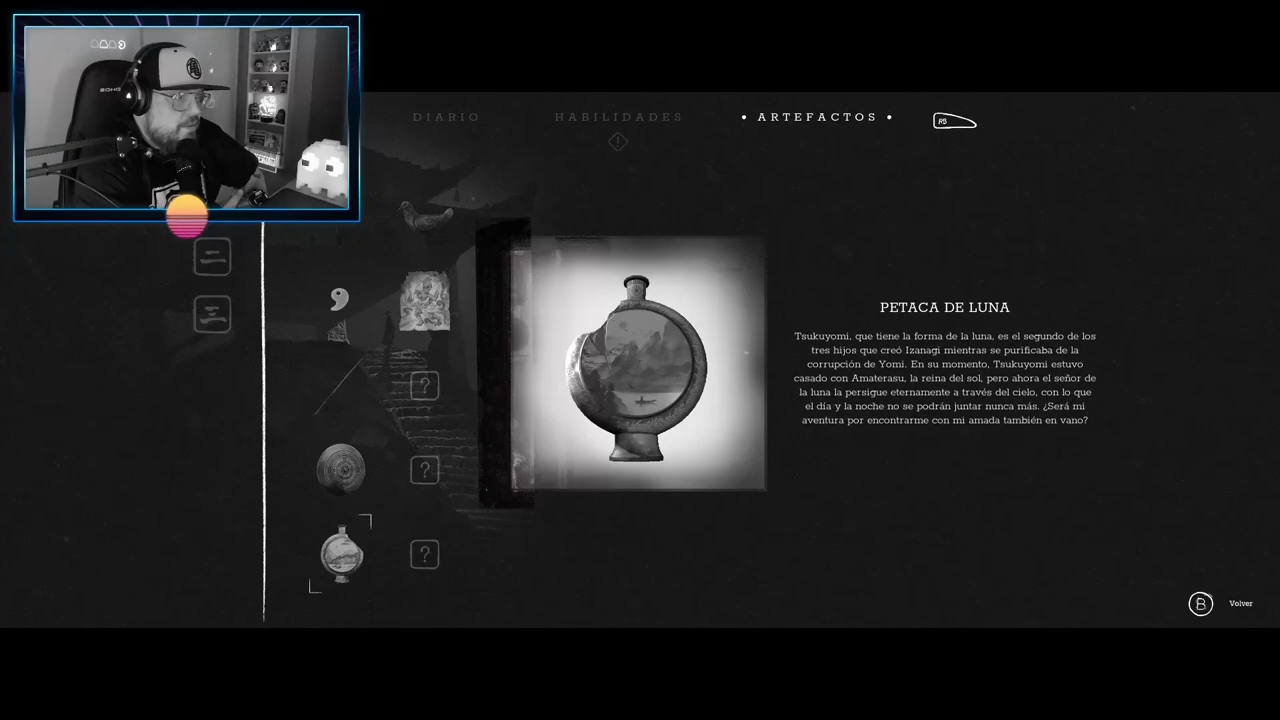 DIARIO
HABILIDADES
• ARTEFACTOS •
RB
二
三
?
?
?
PETACA DE LUNA
Tsukuyomi, que tiene la forma de la luna, es el segundo de los
tres hijos que creó Izanagi mientras se purificaba de la
corrupción de Yomi. En su momento, Tsukuyomi estuvo
casado con Amaterasu, la reina del sol, pero ahora el señor de
la luna la persigue eternamente a través del cielo, con lo que
el día y la noche no se podrán juntar nunca más. ¿Será mi
aventura por encontrarme con mi amada también en vano?
B
Volver